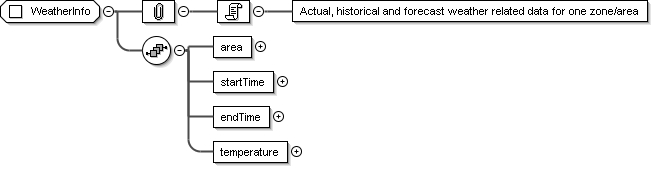 WeatherInfo
Actual, historical and forecast weather related data for one zone/area
area
startTime
endTime
temperature